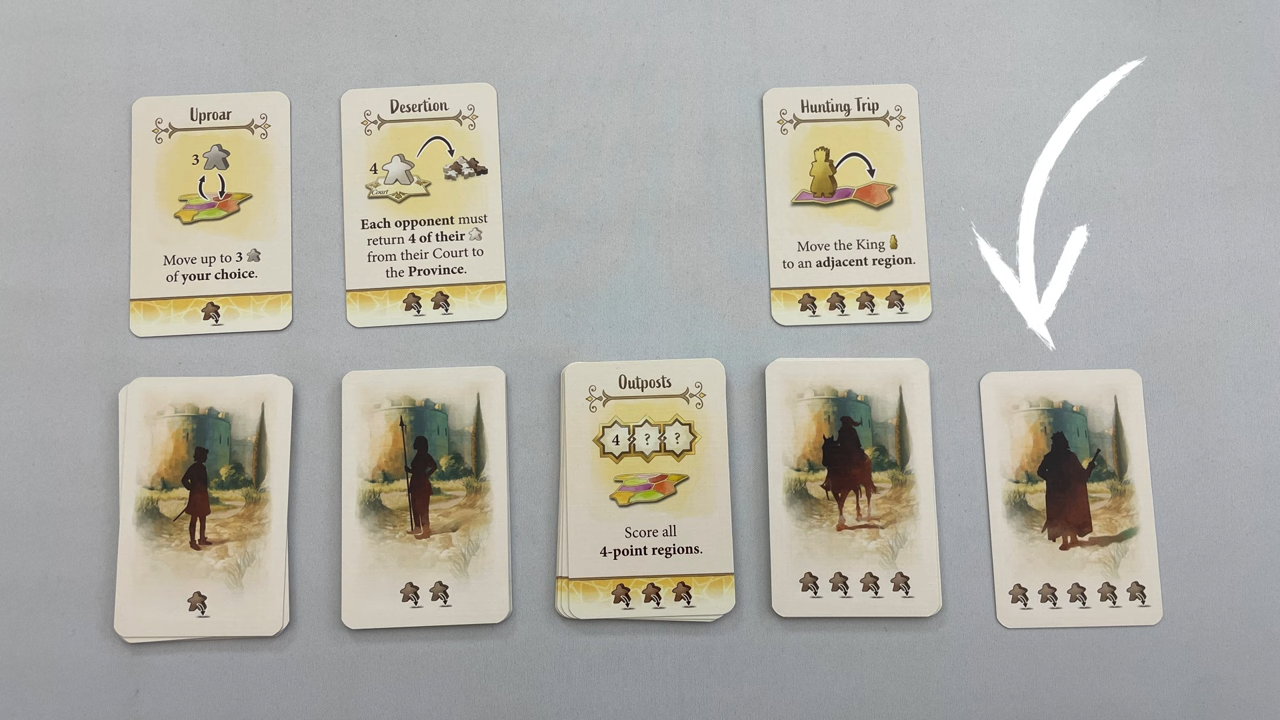 Uproar
3
Move up to 3
of your choice.
Desertion
4
Court
Each opponent must
return 4 of their
from their Court to
the Province.
Hunting Trip
Move the King
to an adjacent region.
Outposts
4 ? ?
Score all
4-point regions.